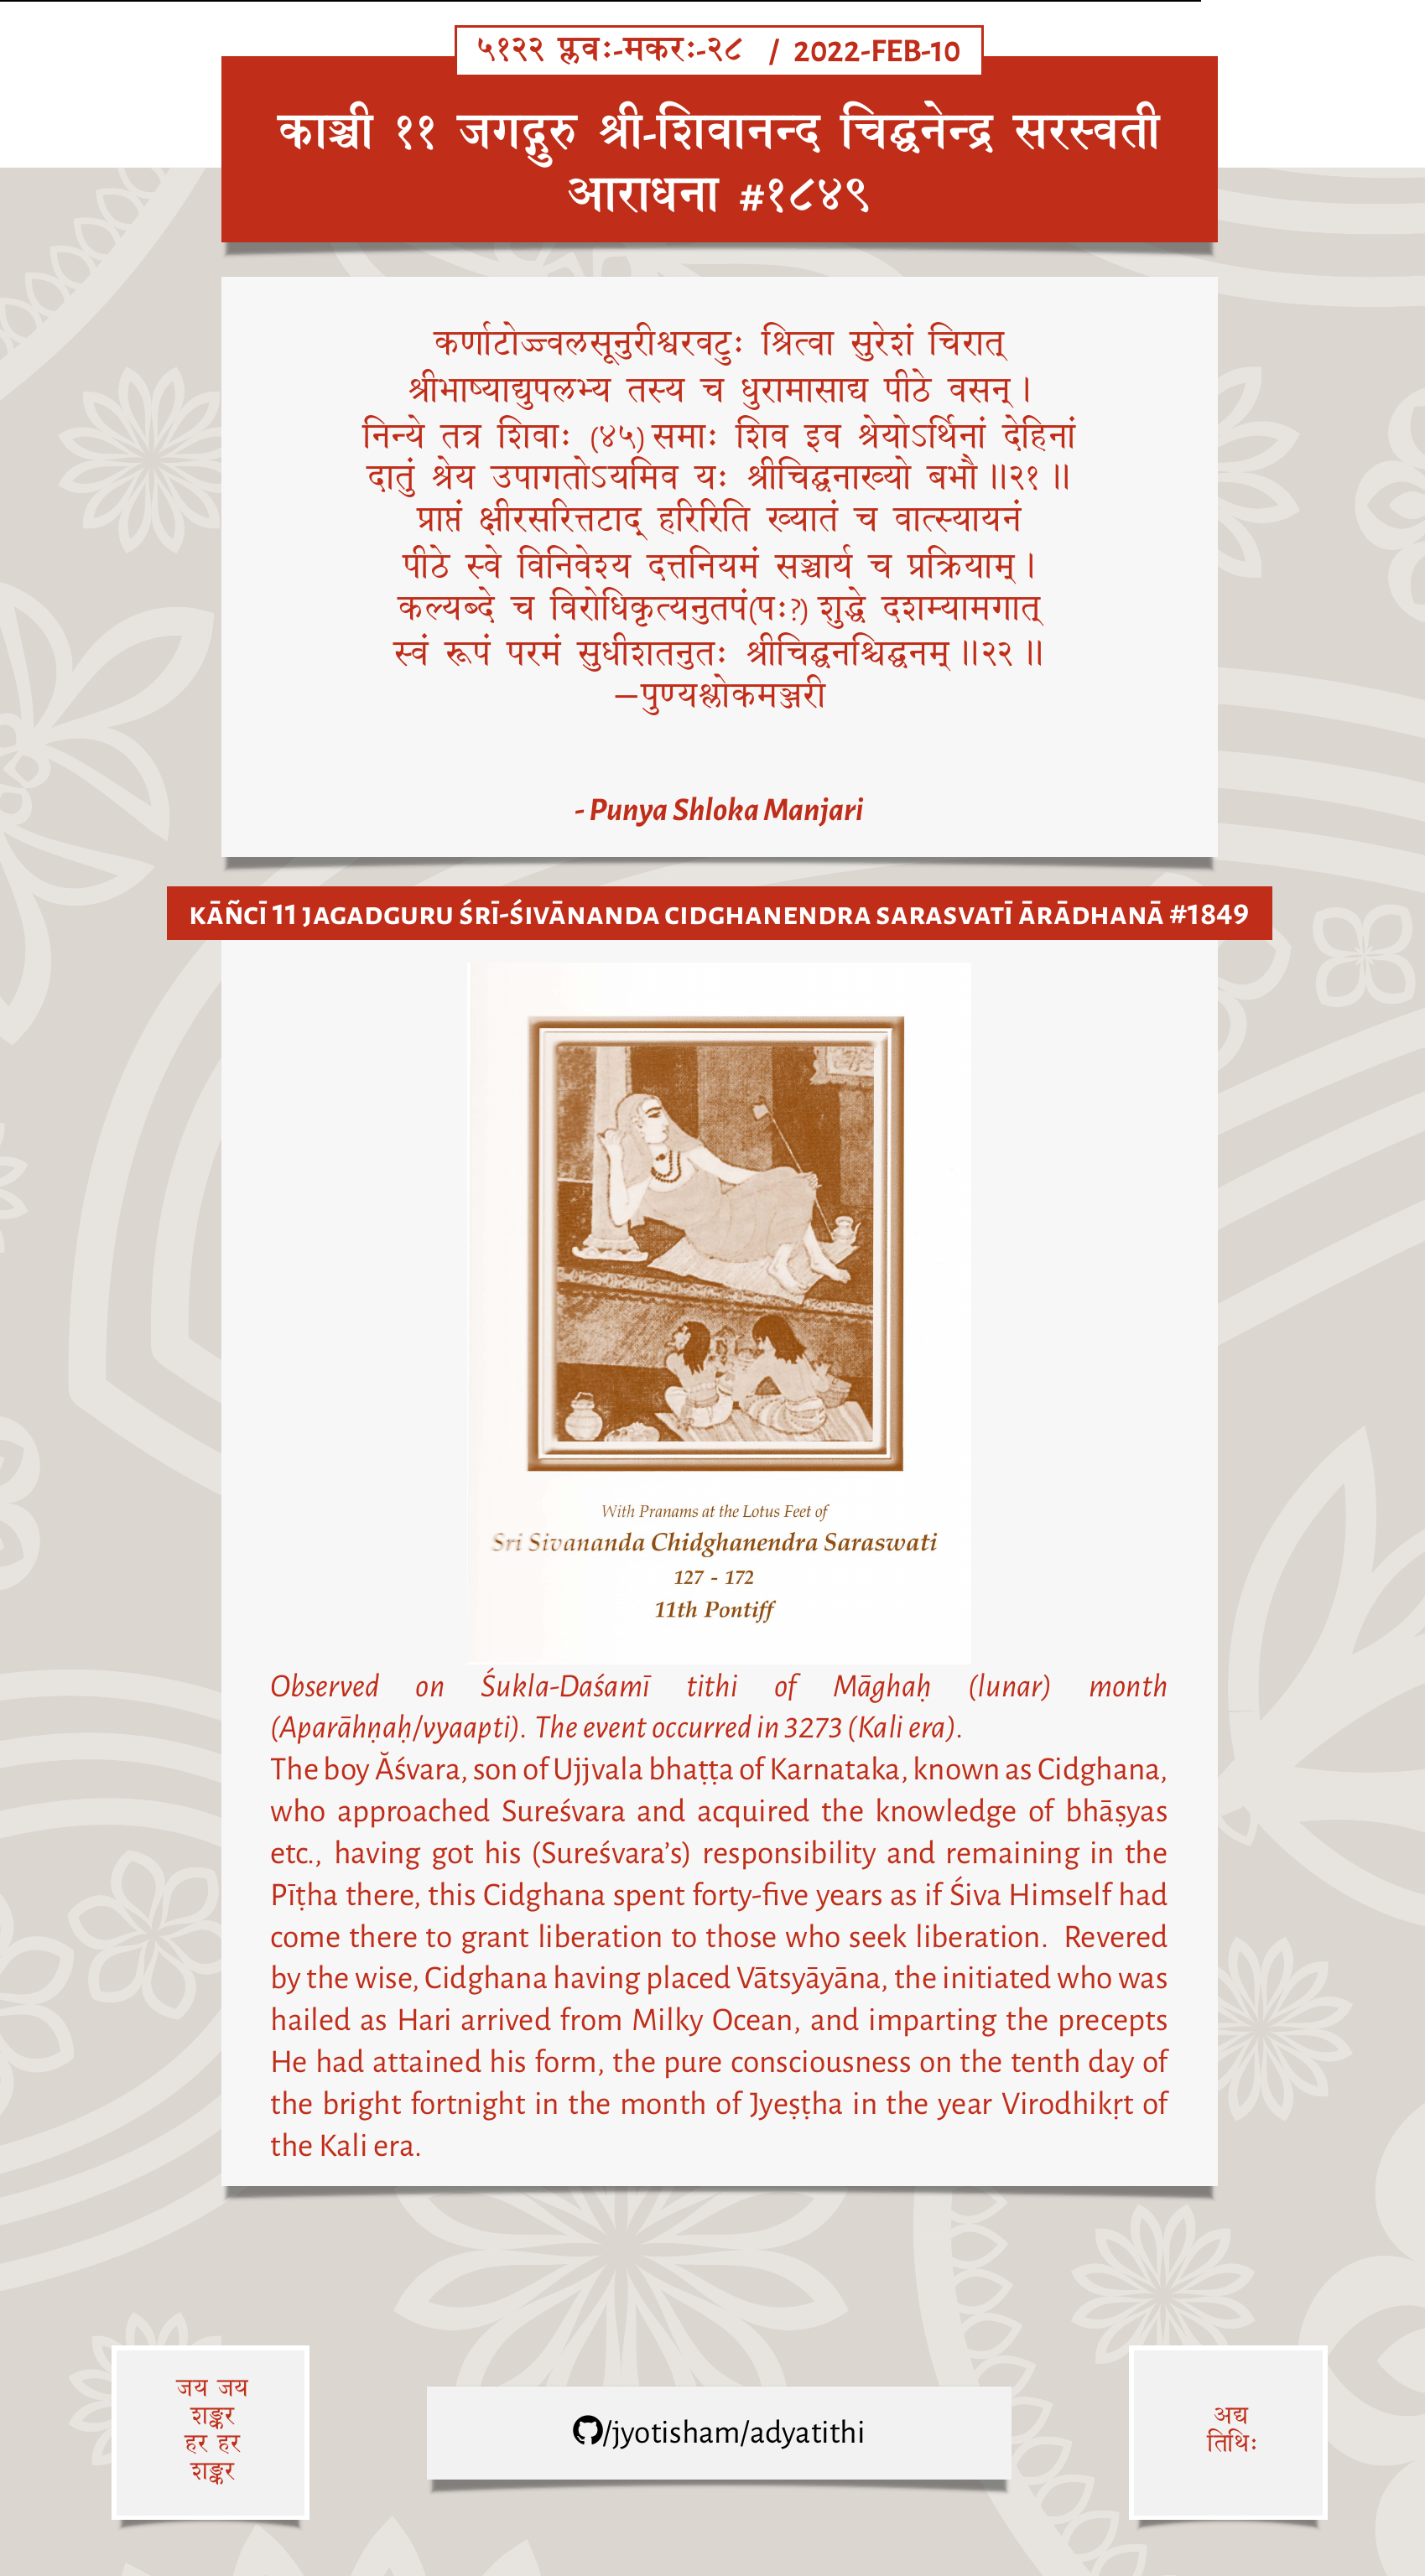 ५१२२ प्लवः-मकरः-२८ / 2022-FEB-10
काञ्ची ११ जगद्गुरु श्री-शिवानन्द चिद्घनेन्द्र सरस्वती
आराधना #१८४९
कर्णाटोज्ज्वलसूनुरीश्वरवटुः श्रित्वा सुरेशं चिरात्
श्रीभाष्याद्युपलभ्य तस्य च धुरामासाद्य पीठे वसन् ।
निन्ये तत्र शिवाः (४५) समाः शिव इव श्रेयोऽर्थिनां देहिनां
दातुं श्रेय उपागतोऽयमिव यः श्रीचिद्घनाख्यो बभौ ॥२१ ॥
प्राप्तं क्षीरसरित्तटाद् हरिरिति ख्यातं च वात्स्यायनं
पीठे स्वे विनिवेश्य दत्तनियमं सञ्चार्य च प्रक्रियाम् ।
कल्यब्दे च विरोधिकृत्यनुतपं(पः?) शुद्धे दशम्यामगात्
स्वं रूपं परमं सुधीशतनुतः श्रीचिद्घनश्चिद्घनम् ॥२२ ॥
—पुण्यश्लोकमञ्जरी
- Punya Shloka Manjari
KĀÑCĪ 11 JAGADGURU ŚRĪ-ŚIVĀNANDA CIDGHANENDRA SARASVATĪ ĀRĀDHANĀ #1849
With Pranams at the Lotus Feet of
Sri Sivananda Chidghanendra Saraswati
127 - 172
11th Pontiff
Observed on Śukla-Daśamī tithi of Māghaḥ (lunar) month
(Aparāhṇaḥ/vyaapti). The event occurred in 3273 (Kali era).
The boy Ăśvara, son of Ujjvala bhaṭṭa of Karnataka, known as Cidghana,
who approached Sureśvara and acquired the knowledge of bhāṣyas
etc., having got his (Sureśvara's) responsibility and remaining in the
Pīṭha there, this Cidghana spent forty-five years as if Śiva Himself had
come there to grant liberation to those who seek liberation. Revered
by the wise, Cidghana having placed Vātsyāyāna, the initiated who was
hailed as Hari arrived from Milky Ocean, and imparting the precepts
He had attained his form, the pure consciousness on the tenth day of
the bright fortnight in the month of Jyeṣṭha in the year Virodhikṛt of
the Kali era.
जय जय
शङ्कर
हर हर
शङ्कर
/jyotisham/adyatithi
अद्य
तिथिः